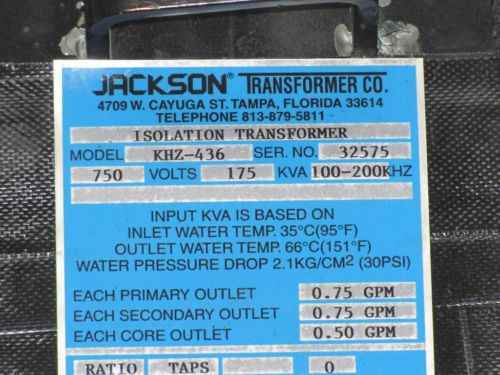 JACKSON® TRANSFORMER CO.
4709 W. CAYUGA ST. TAMPA, FLORIDA 33614
TELEPHONE 813-879-5811
ISOLATION TRANSFORMER
MODEL KHZ-436 SER. NO. 32575
750 VOLTS 175 KVA 100-200KHZ
INPUT KVA IS BASED ON
INLET WATER TEMP. 35°C(95°F)
OUTLET WATER TEMP. 66°C(151°F)
WATER PRESSURE DROP 2.1KG/CM² (30PSI)
EACH PRIMARY OUTLET 0.75 GPM
EACH SECONDARY OUTLET 0.75 GPM
EACH CORE OUTLET 0.50 GPM
RATIO TAPS 0